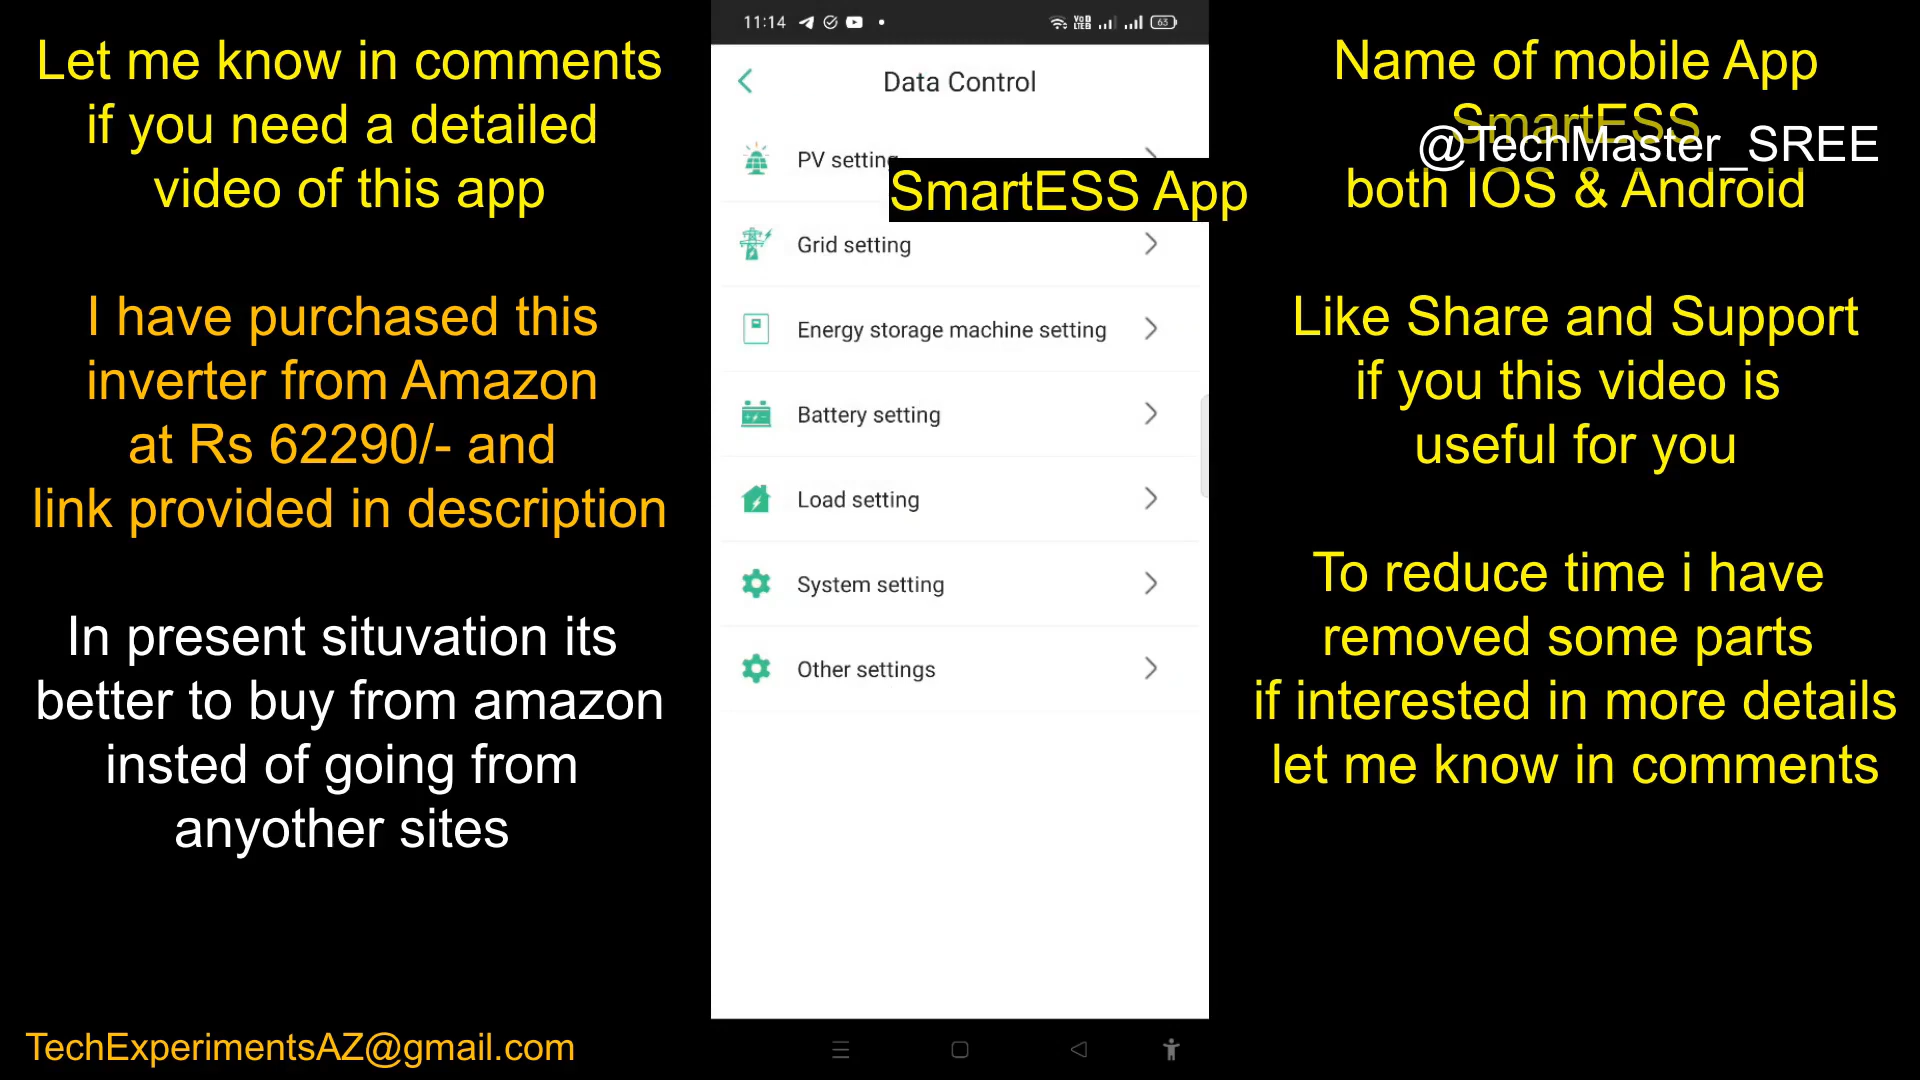 Let me know in comments
if you need a detailed
video of this app
I have purchased this
inverter from Amazon
at Rs 62290/- and
link provided in description
In present situvation its
better to buy from amazon
insted of going from
anyother sites
TechExperimentsAZ@gmail.com
11:14
VoD
LTEB
63
Data Control
PV setting
SmartESS App
Grid setting
Energy storage machine setting
Battery setting
Load setting
System setting
Other settings
Name of mobile App
SmartESS
@TechMaster_SREE
both IOS & Android
Like Share and Support
if you this video is
useful for you
To reduce time i have
removed some parts
if interested in more details
let me know in comments